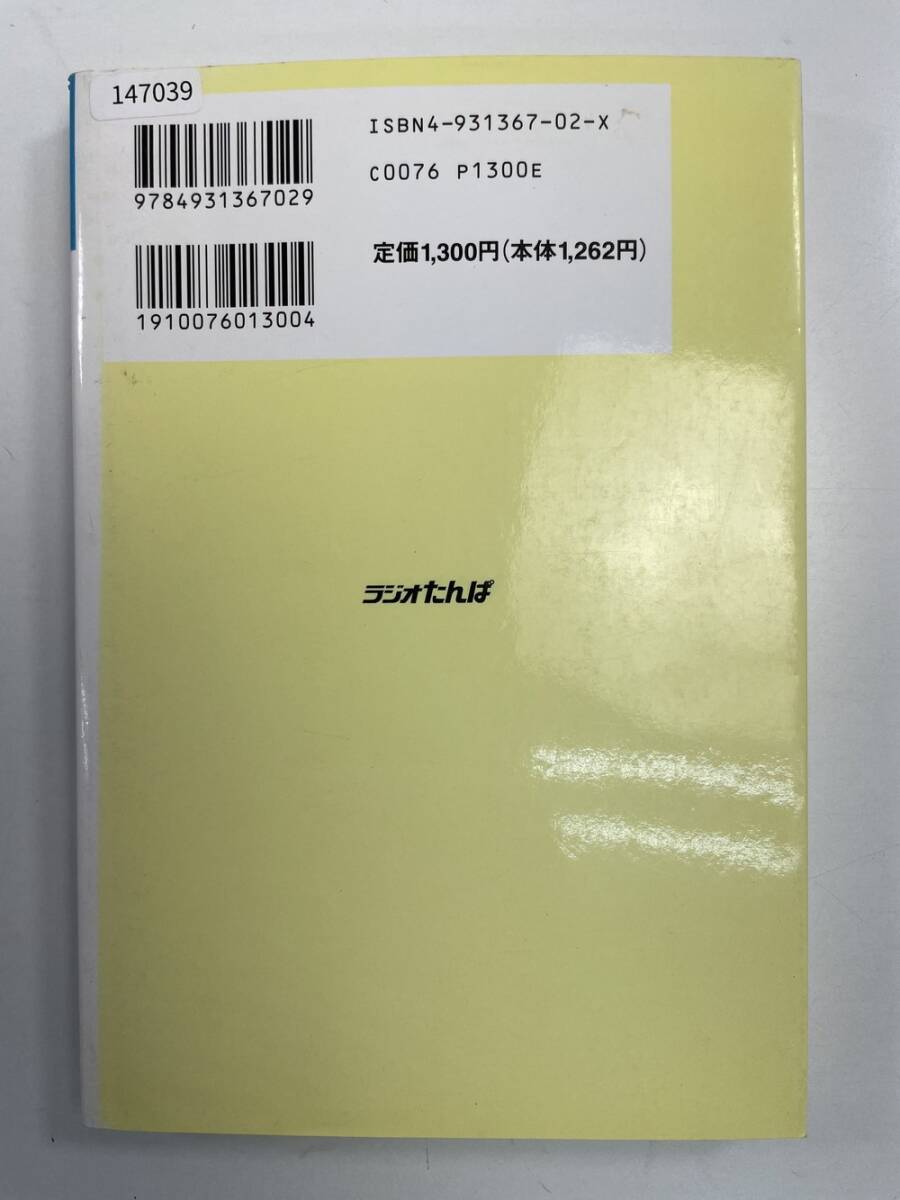 147039
ISBN4-931367-02-X
C0076 P1300E
9784931367029
定価1,300円(本体1,262円)
1910076013004
ラジオたんぱ